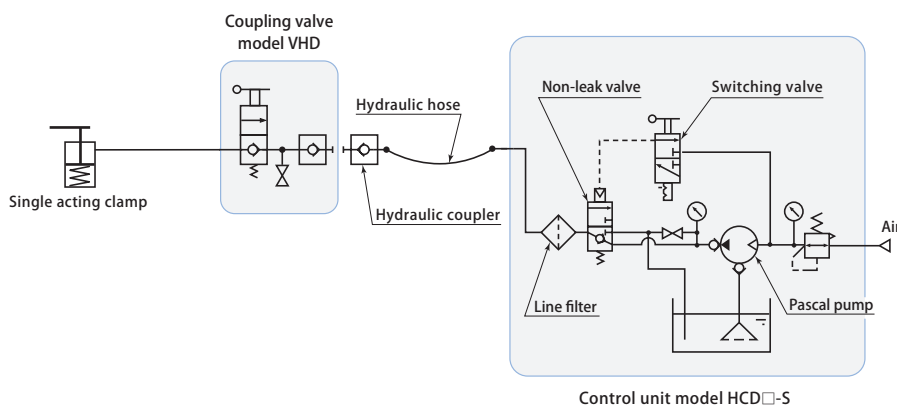 Coupling valve
model VHD
Non-leak valve
Switching valve
Hydraulic hose
Single acting clamp
Hydraulic coupler
Air
Line filter
Pascal pump
Control unit model HCD□-S